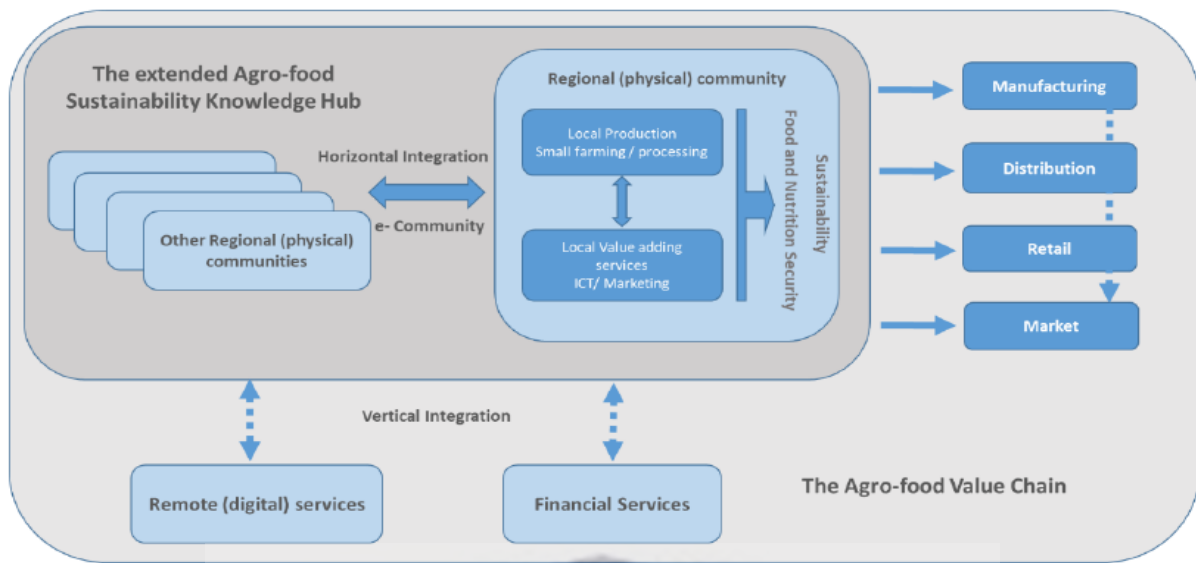 The extended Agro-food
Sustainability Knowledge Hub
Other Regional (physical)
communities
Horizontal Integration
e- Community
Regional (physical) community
Local Production
Small farming / processing
Local Value adding
services
ICT/ Marketing
Sustainability
Food and Nutrition Security
Manufacturing
Distribution
Retail
Market
Vertical Integration
Remote (digital) services
Financial Services
The Agro-food Value Chain